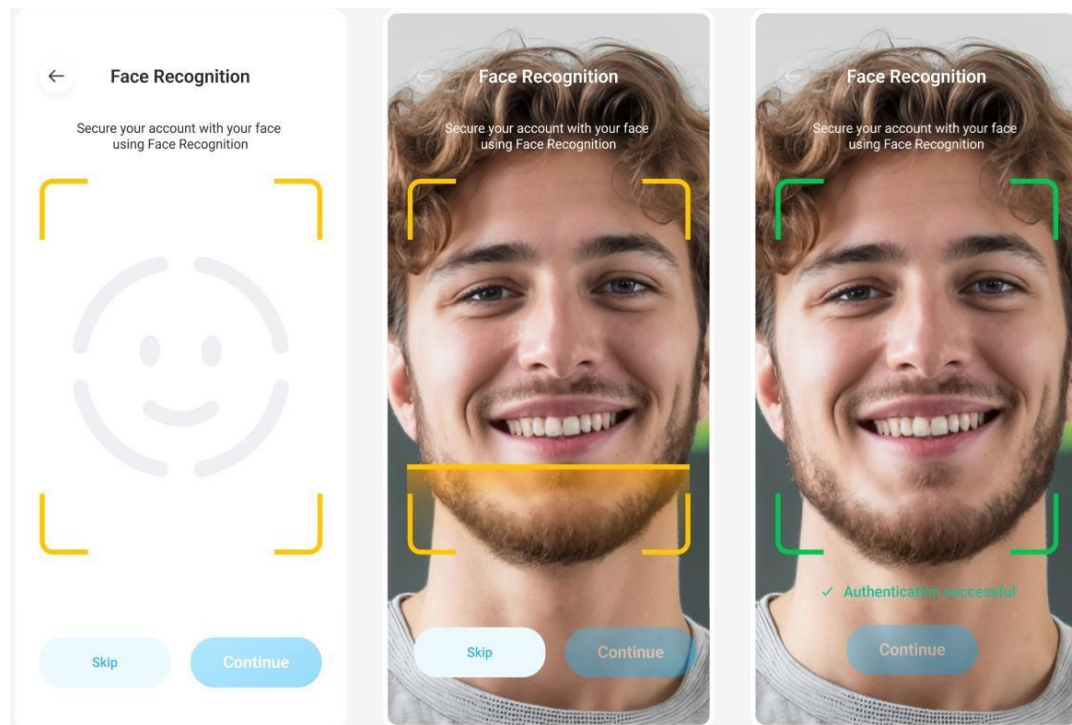 Face Recognition
Secure your account with your face
using Face Recognition
Skip
Continue
Face Recognition
Secure your account with your face
using Face Recognition
Skip
Continue
Face Recognition
Secure your account with your face
using Face Recognition
Authentication successful
Continue